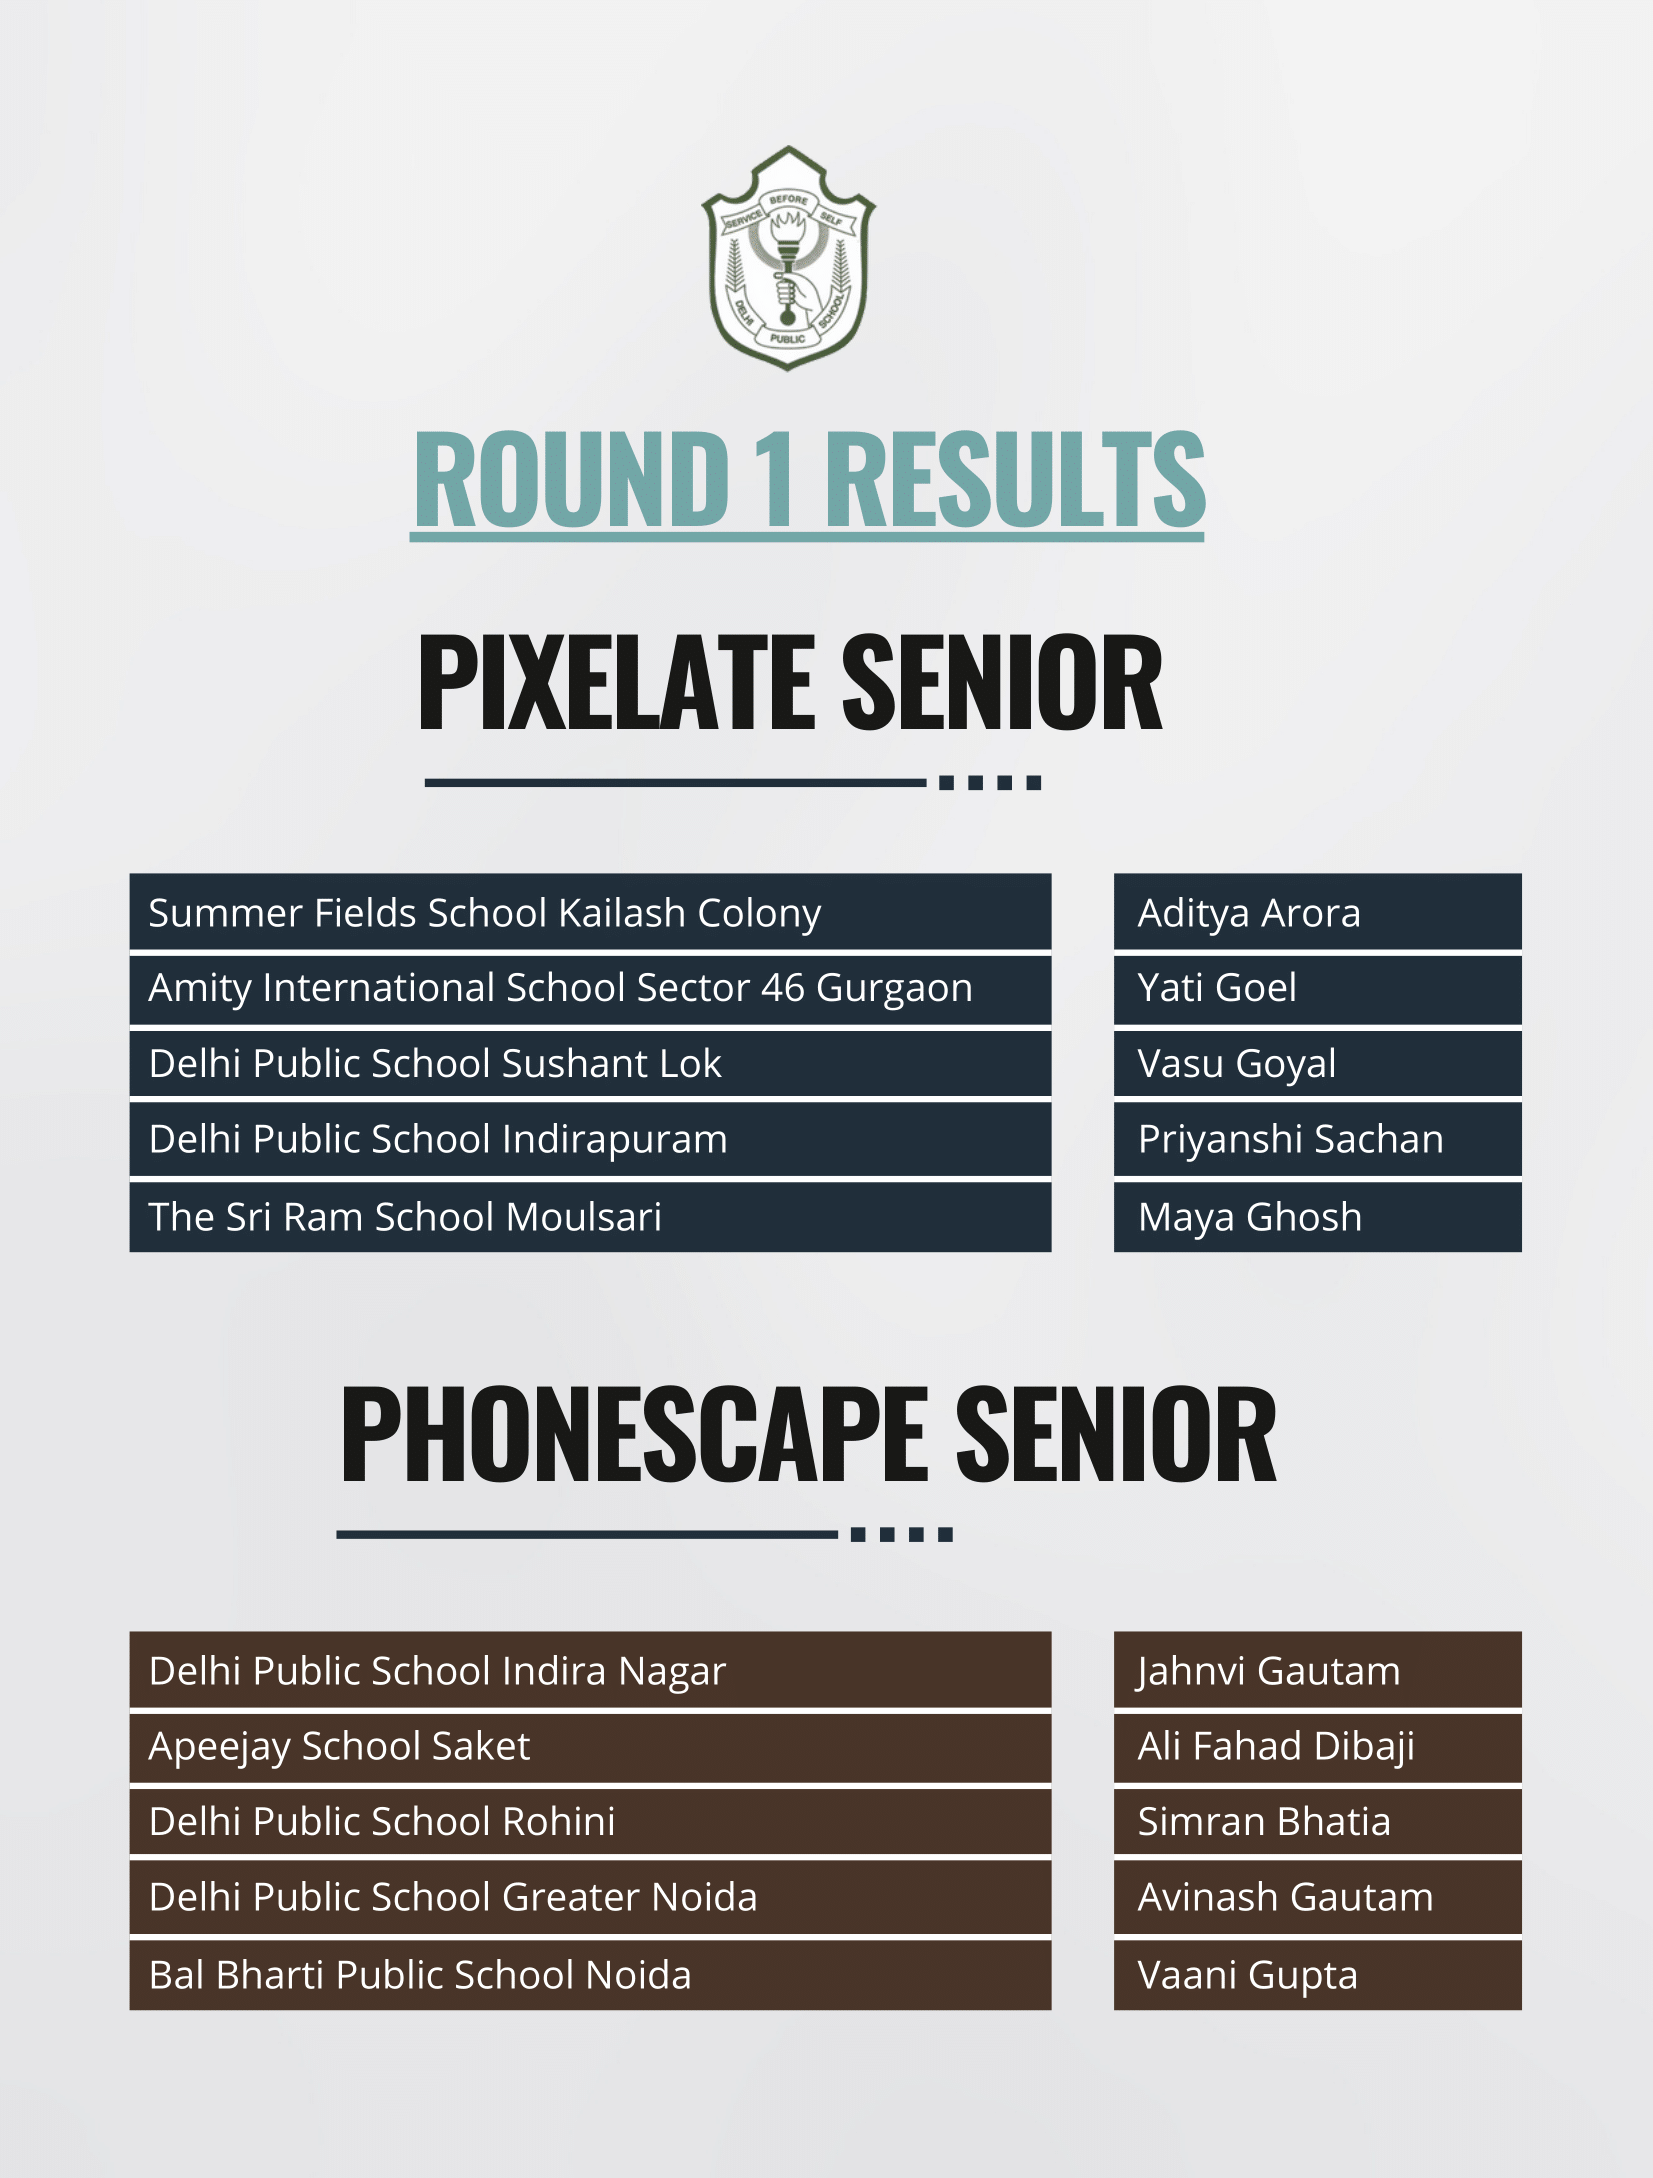 SERVICE BEFORE SELF
DELHI PUBLIC SCHOOL
ROUND 1 RESULTS
PIXELATE SENIOR
Summer Fields School Kailash Colony Aditya Arora
Amity International School Sector 46 Gurgaon Yati Goel
Delhi Public School Sushant Lok Vasu Goyal
Delhi Public School Indirapuram Priyanshi Sachan
The Sri Ram School Moulsari Maya Ghosh
PHONESCAPE SENIOR
Delhi Public School Indira Nagar Jahnvi Gautam
Apeejay School Saket Ali Fahad Dibaji
Delhi Public School Rohini Simran Bhatia
Delhi Public School Greater Noida Avinash Gautam
Bal Bharti Public School Noida Vaani Gupta